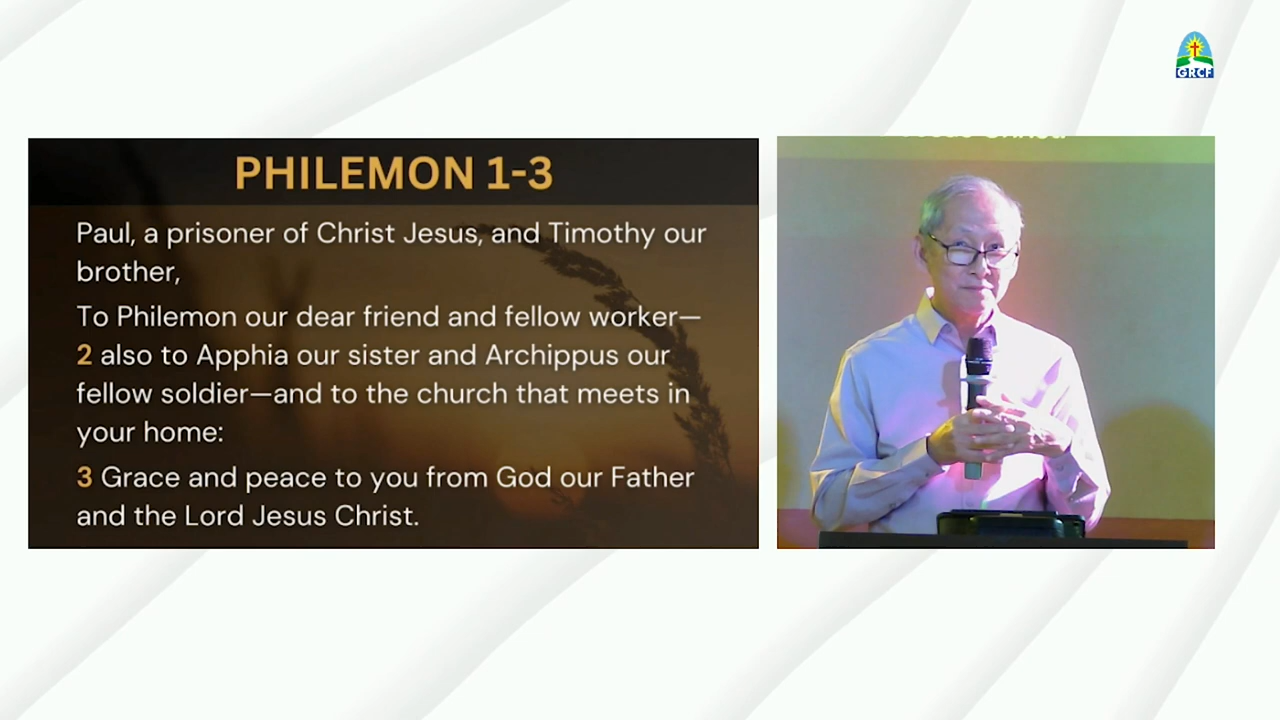 GRCF
PHILEMON 1-3
Paul, a prisoner of Christ Jesus, and Timothy our
brother,
To Philemon our dear friend and fellow worker—
2 also to Apphia our sister and Archippus our
fellow soldier—and to the church that meets in
your home:
3 Grace and peace to you from God our Father
and the Lord Jesus Christ.